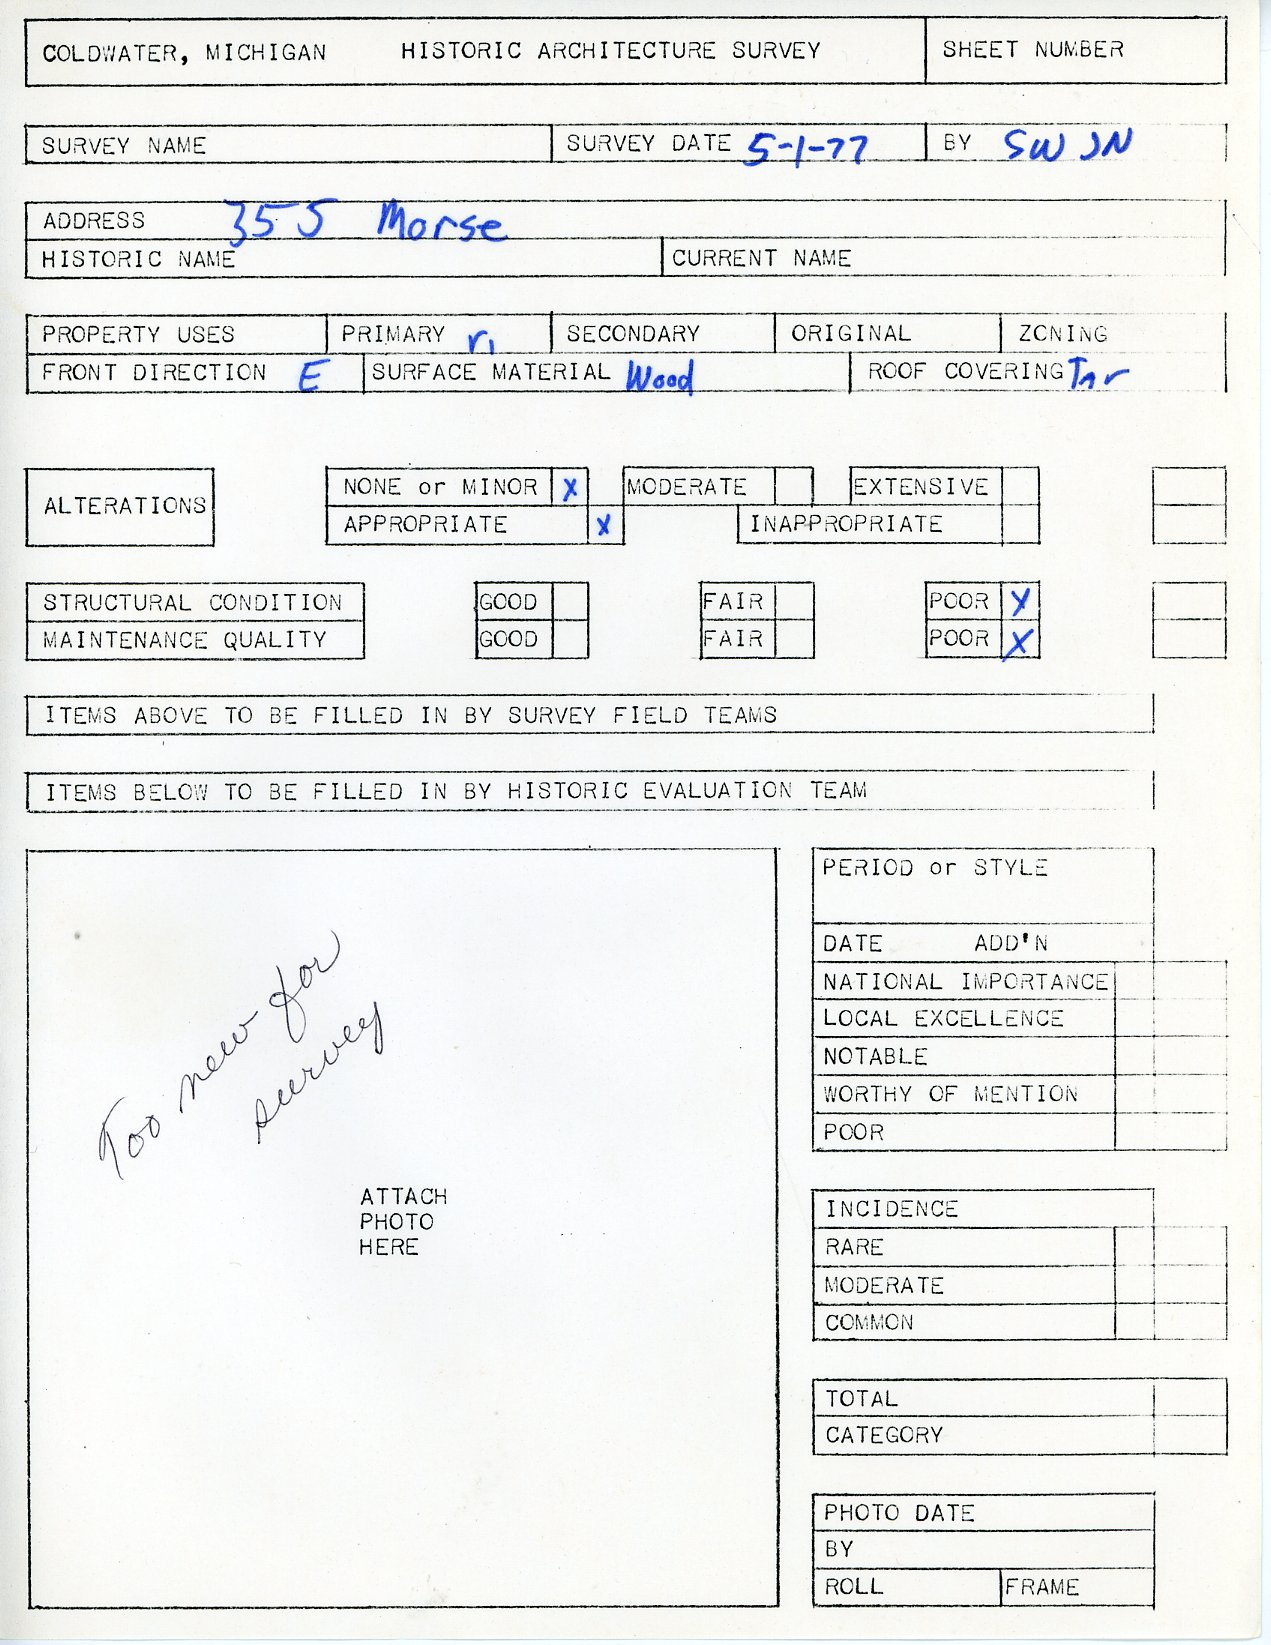 COLDWATER, MICHIGAN HISTORIC ARCHITECTURE SURVEY SHEET NUMBER
SURVEY NAME SURVEY DATE 5-1-77 BY SW JN
ADDRESS 355 Morse
HISTORIC NAME CURRENT NAME
PROPERTY USES PRIMARY r1 SECONDARY ORIGINAL ZONING
FRONT DIRECTION E SURFACE MATERIAL Wood ROOF COVERING Tar
ALTERATIONS
NONE or MINOR X MODERATE EXTENSIVE
APPROPRIATE X INAPPROPRIATE
STRUCTURAL CONDITION GOOD FAIR POOR X
MAINTENANCE QUALITY GOOD FAIR POOR X
ITEMS ABOVE TO BE FILLED IN BY SURVEY FIELD TEAMS
ITEMS BELOW TO BE FILLED IN BY HISTORIC EVALUATION TEAM
Too new for
survey
ATTACH
PHOTO
HERE
PERIOD or STYLE
DATE ADD'N
NATIONAL IMPORTANCE
LOCAL EXCELLENCE
NOTABLE
WORTHY OF MENTION
POOR
INCIDENCE
RARE
MODERATE
COMMON
TOTAL
CATEGORY
PHOTO DATE
BY
ROLL FRAME